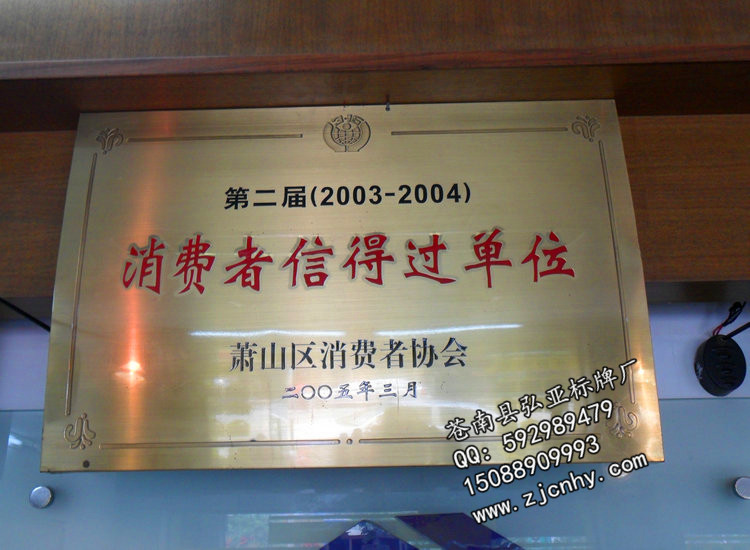 第二届(2003-2004)
消费者信得过单位
萧山区消费者协会
二〇〇五年三月
苍南县弘亚标牌厂
QQ：592989479
15088909993
www.zjcnhy.com